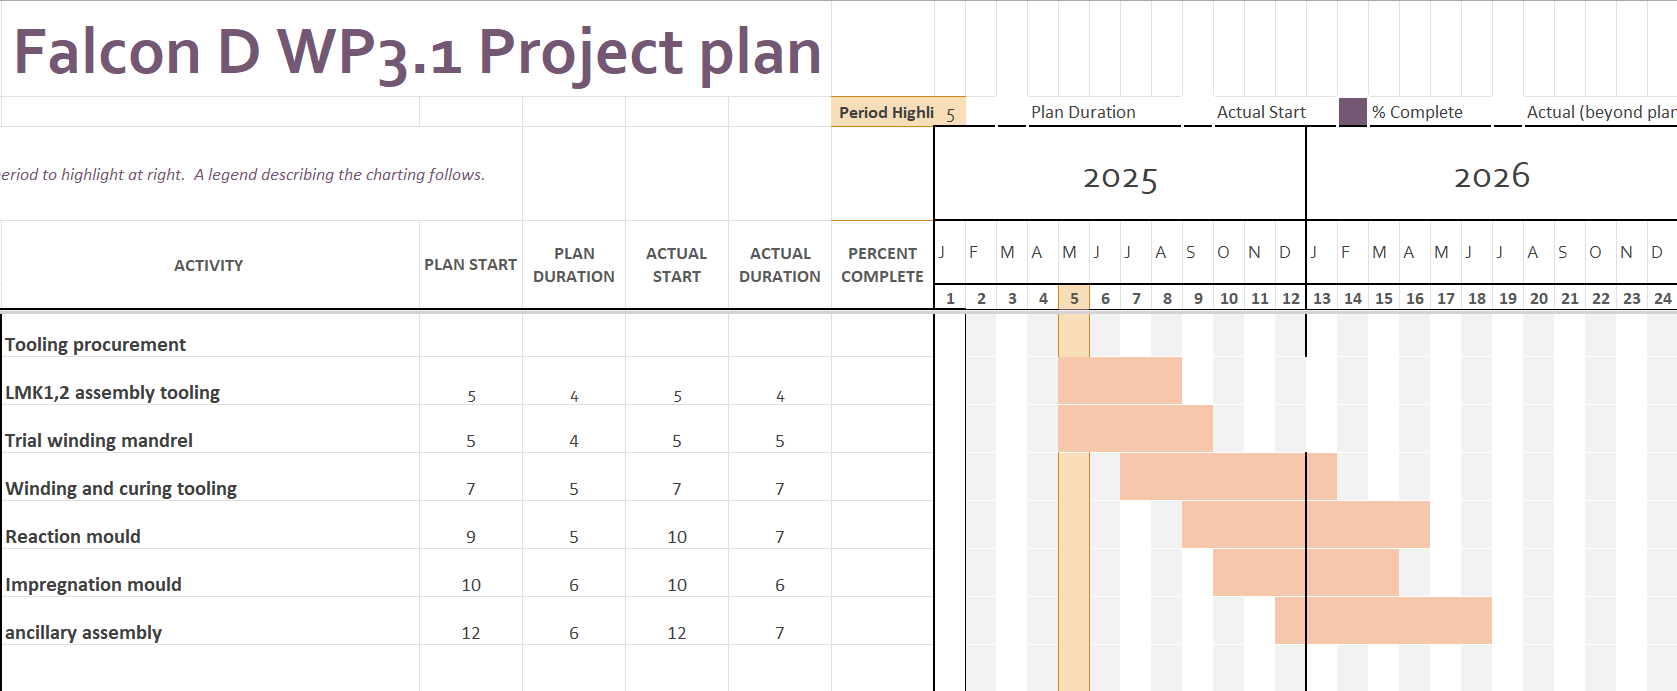 Falcon D WP3.1 Project plan
Period Highli 5 Plan Duration Actual Start % Complete Actual (beyond plan
eriod to highlight at right. A legend describing the charting follows.
2025 2026
ACTIVITY PLAN START PLAN DURATION ACTUAL START ACTUAL DURATION PERCENT COMPLETE
J F M A M J J A S O N D J F M A M J J A S O N D
1 2 3 4 5 6 7 8 9 10 11 12 13 14 15 16 17 18 19 20 21 22 23 24
Tooling procurement
LMK1,2 assembly tooling 5 4 5 4
Trial winding mandrel 5 4 5 5
Winding and curing tooling 7 5 7 7
Reaction mould 9 5 10 7
Impregnation mould 10 6 10 6
ancillary assembly 12 6 12 7